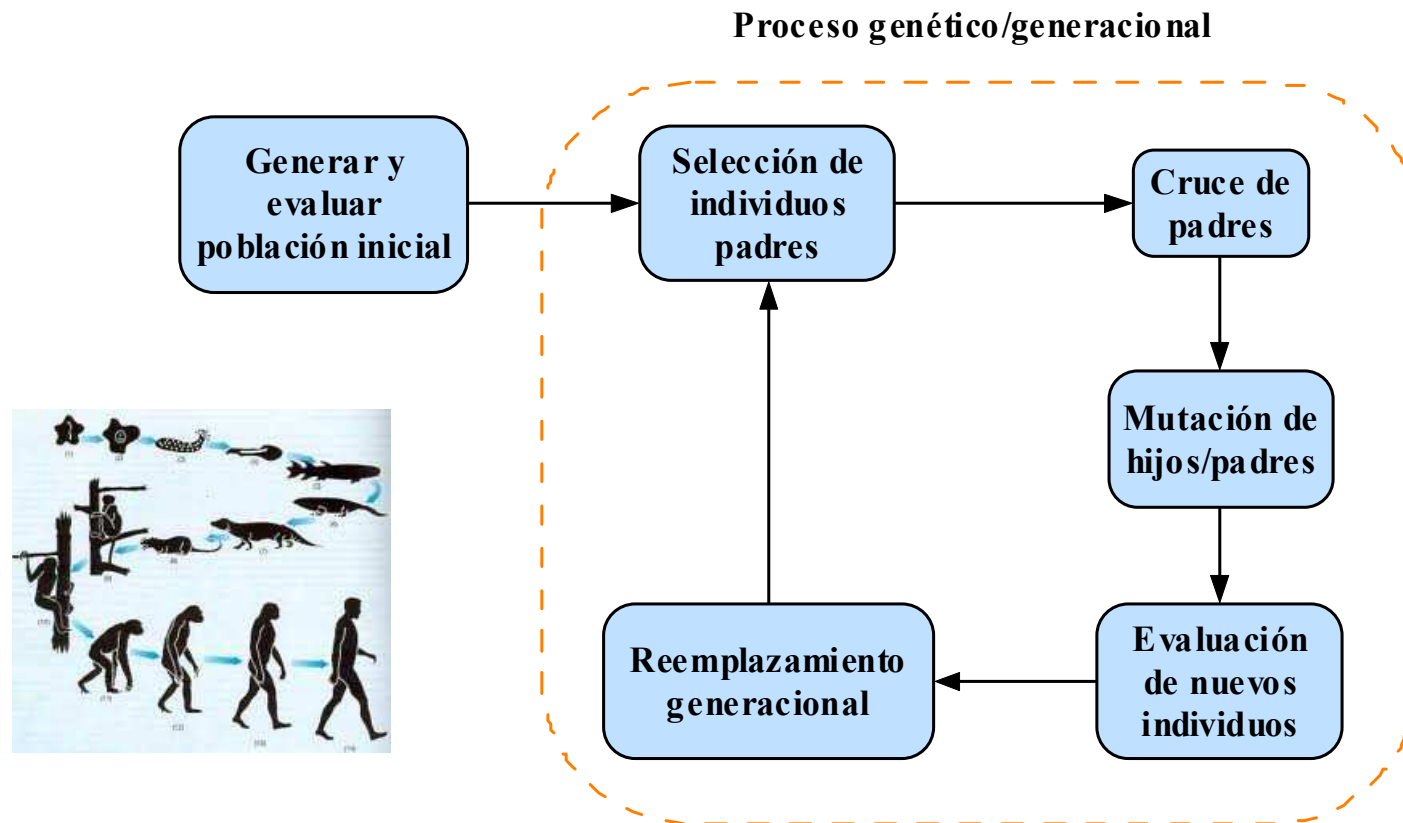 Proceso genético/generacional
Generar y
evaluar
población inicial
Selección de
individuos
padres
Cruce de
padres
Mutación de
hijos/padres
Evaluación
de nuevos
individuos
Reemplazamiento
generacional